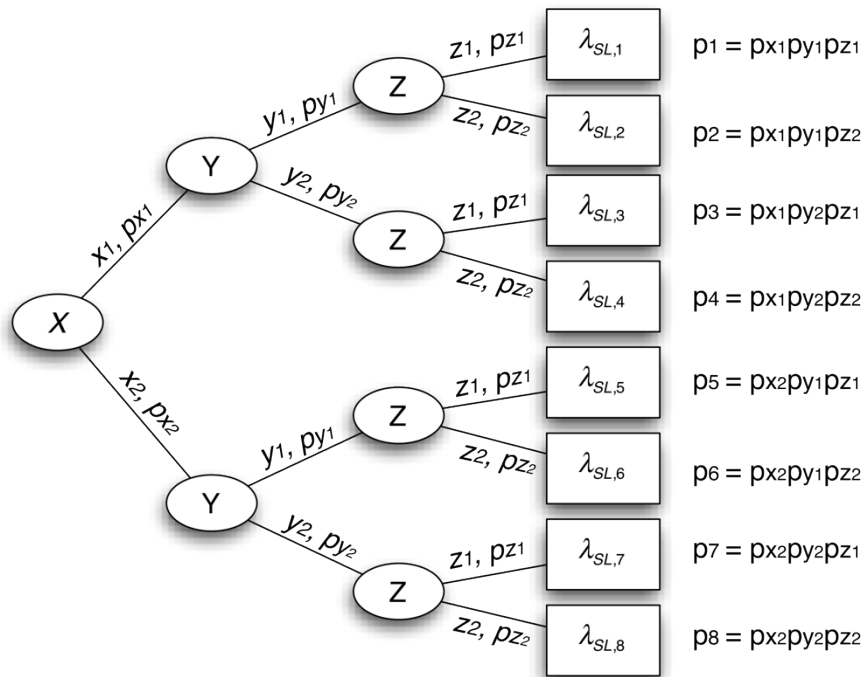 z1, pz1
λSL,1
p1 = px1py1pz1
y1, py1
Z
z2, pz2
λSL,2
p2 = px1py1pz2
Y
y2, py2
z1, pz1
λSL,3
p3 = px1py2pz1
x1, px1
Z
z2, pz2
λSL,4
p4 = px1py2pz2
X
x2, px2
z1, pz1
λSL,5
p5 = px2py1pz1
y1, py1
Z
z2, pz2
λSL,6
p6 = px2py1pz2
Y
y2, py2
z1, pz1
λSL,7
p7 = px2py2pz1
Z
z2, pz2
λSL,8
p8 = px2py2pz2